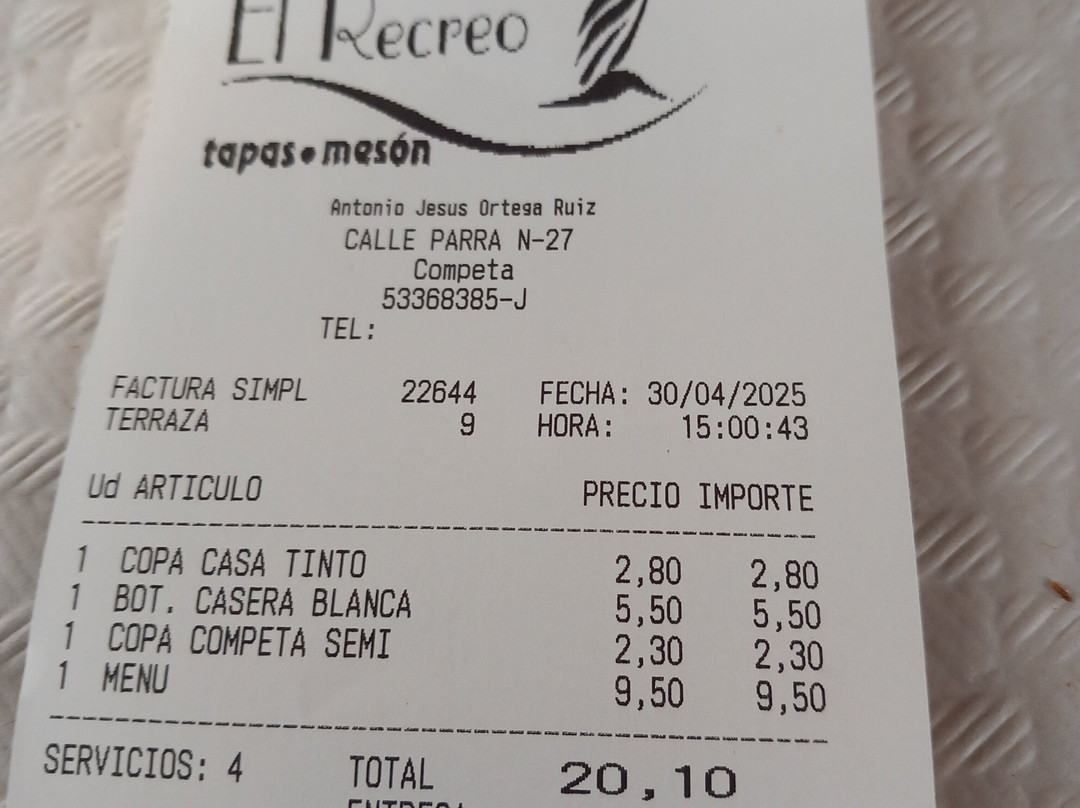 El Recreo
tapas • mesón
Antonio Jesus Ortega Ruiz
CALLE PARRA N-27
Competa
53368385-J
TEL:
FACTURA SIMPL 22644 FECHA: 30/04/2025
TERRAZA 9 HORA: 15:00:43
Ud ARTICULO PRECIO IMPORTE
1 COPA CASA TINTO 2,80 2,80
1 BOT. CASERA BLANCA 5,50 5,50
1 COPA COMPETA SEMI 2,30 2,30
1 MENU 9,50 9,50
SERVICIOS: 4 TOTAL 20,10